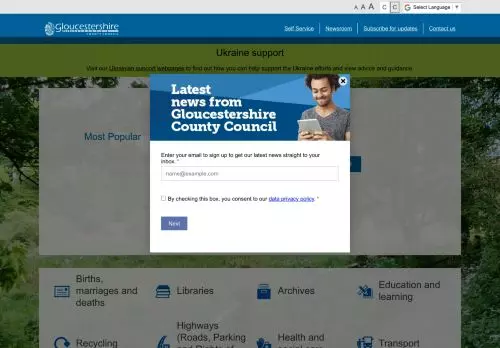 A A A C C G Select Language ▼
Gloucestershire
COUNTY COUNCIL
Self Service Newsroom Subscribe for updates Contact us
Ukraine support
Visit our Ukrainian support webpages to find out how you can help support the Ukraine efforts and view advice and guidance.
Most Popular
Latest
news from
Gloucestershire
County Council
Enter your email to sign up to get our latest news straight to your
inbox. *
name@example.com
By checking this box, you consent to our data privacy policy. *
Next
Births,
marriages and
deaths
Libraries
Archives
Education and
learning
Recycling
Highways
(Roads, Parking
and Rights of
Health and
Transport